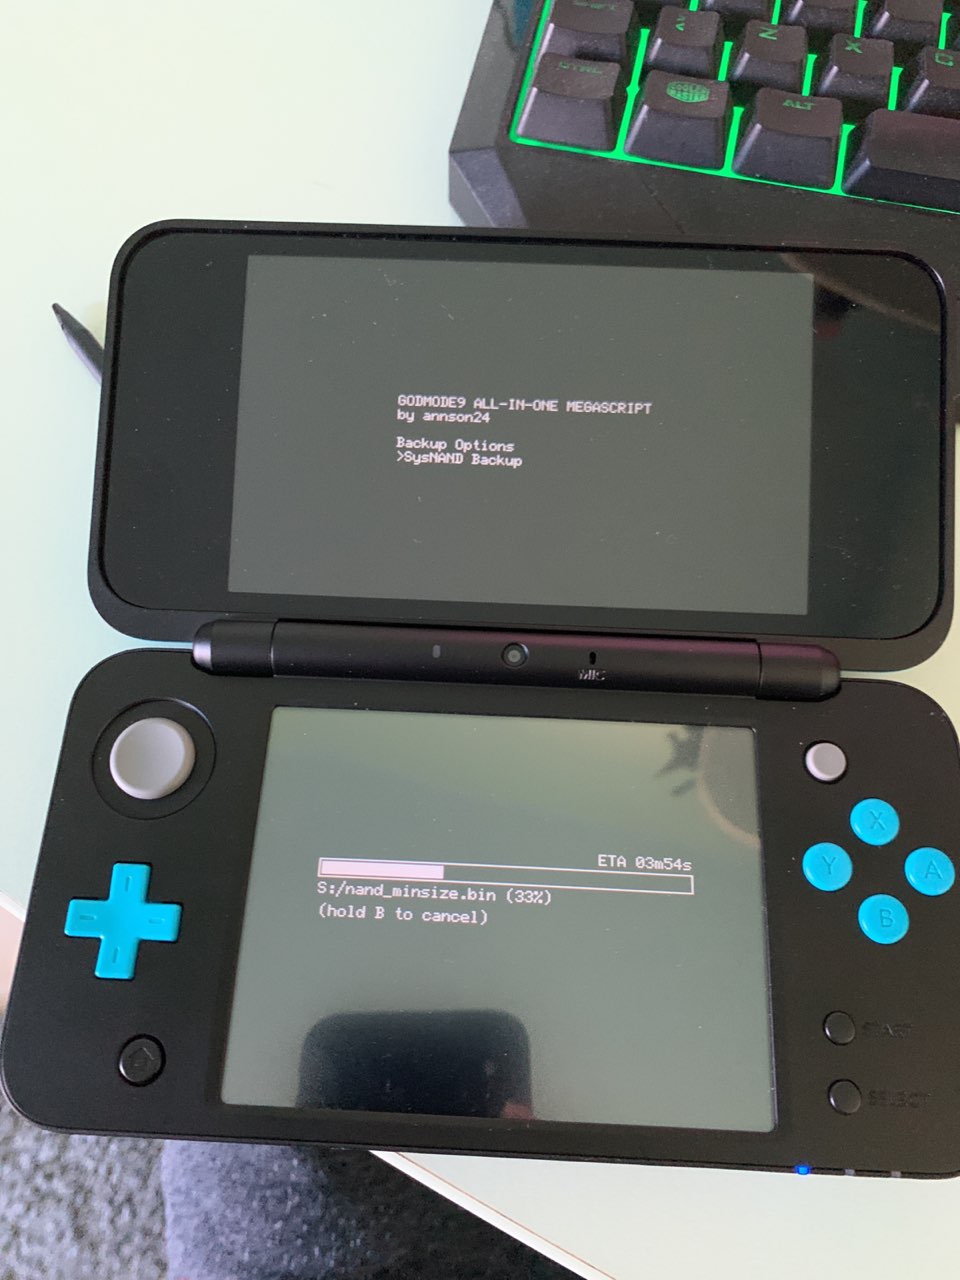 Z
X
C
CTRL
ALT
GODMODE9 ALL-IN-ONE MEGASCRIPT
by annson24
Backup Options
>SysNAND Backup
MIC
ETA 03m54s
S:/nand_minsize.bin (33%)
(hold B to cancel)
X
Y
A
B
START
SELECT